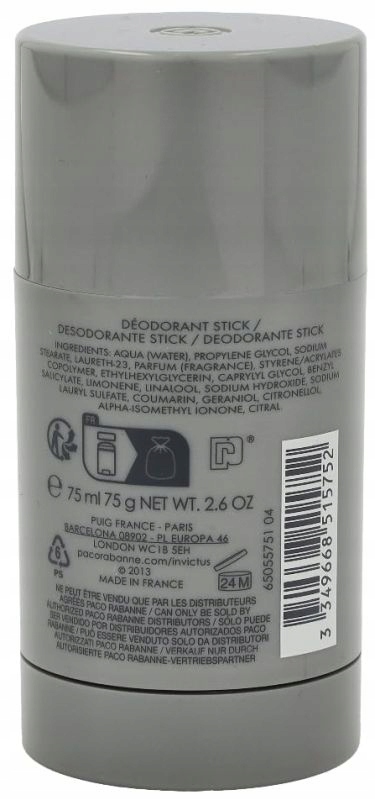 DÉODORANT STICK /
DESODORANTE STICK / DEODORANTE STICK
INGREDIENTS: AQUA (WATER), PROPYLENE GLYCOL, SODIUM
STEARATE, LAURETH-23, PARFUM (FRAGRANCE), STYRENE/ACRYLATES
COPOLYMER, ETHYLHEXYLGLYCERIN, CAPRYLYL GLYCOL, BENZYL
SALICYLATE, LIMONENE, LINALOOL, SODIUM HYDROXIDE, SODIUM
LAURYL SULFATE, COUMARIN, GERANIOL, CITRONELLOL,
ALPHA-ISOMETHYL IONONE, CITRAL
FR
℮ 75 ml 75 g NET WT. 2.6 OZ
PUIG FRANCE - PARIS
BARCELONA 08902 - PL EUROPA 46
LONDON WC1B 5EH
pacorabanne.com/invictus
© 2013
MADE IN FRANCE
6
PS
24 M
65055751 04
3 349668 515752
NE PEUT ÊTRE VENDU QUE PAR LES DISTRIBUTEURS
AGRÉÉS PACO RABANNE / CAN ONLY BE SOLD BY
AUTHORIZED PACO RABANNE DISTRIBUTORS / SÓLO PUEDE
SER VENDIDO POR DISTRIBUIDORES AUTORIZADOS PACO
RABANNE / PUÒ ESSERE VENDUTO SOLO DA DISTRIBUTORI
AUTORIZZATI PACO RABANNE / VERKAUF NUR DURCH
AUTORISIERTE PACO RABANNE-VERTRIEBSPARTNER